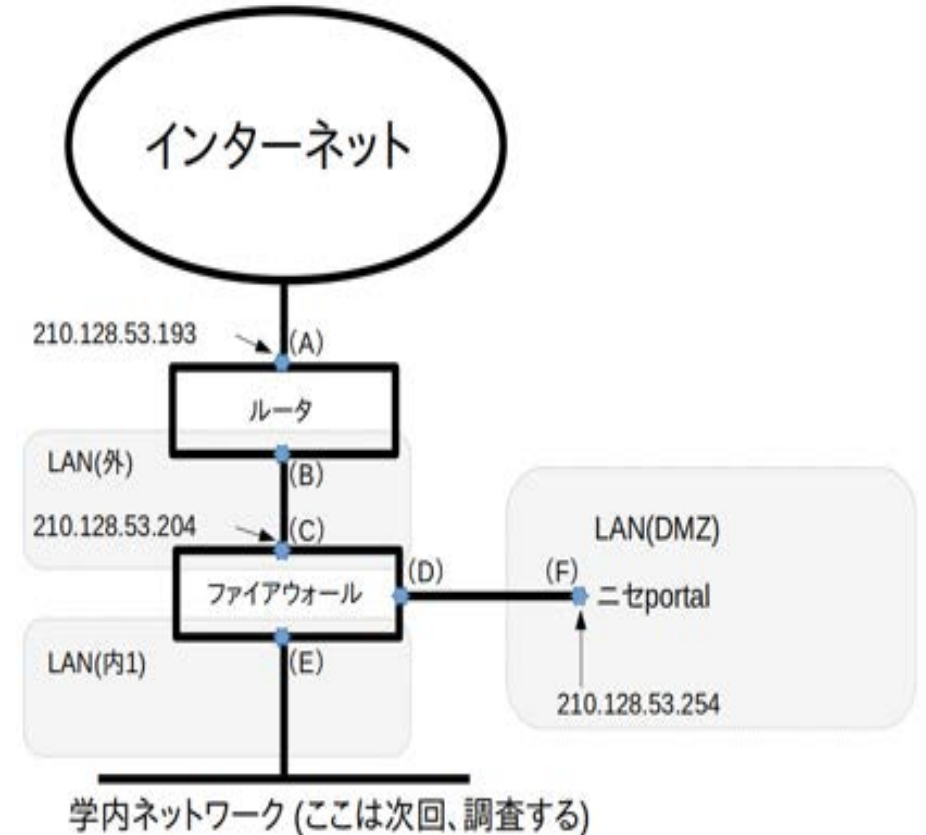 インターネット
210.128.53.193
(A)
ルータ
LAN(外)
(B)
210.128.53.204
(C)
LAN(DMZ)
ファイアウォール
(D)
(F)
ニセportal
LAN(内1)
(E)
210.128.53.254
学内ネットワーク (ここは次回、調査する)